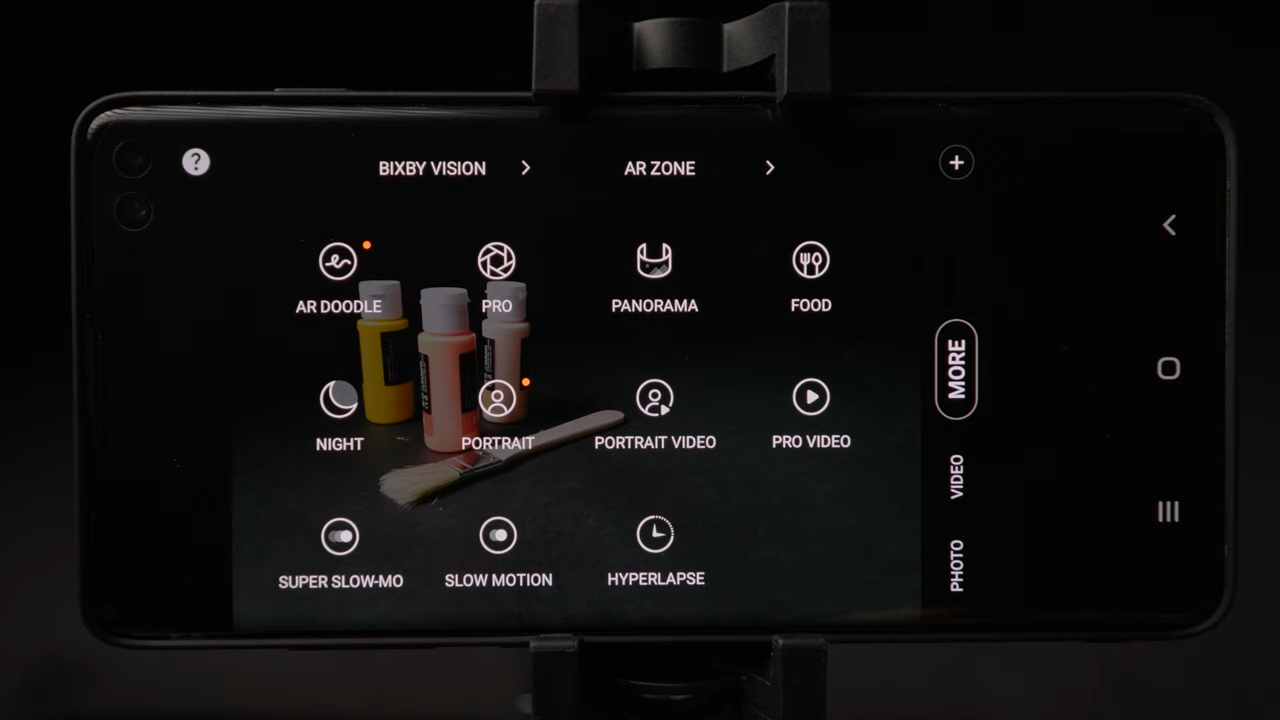 ?
BIXBY VISION >
AR ZONE >
+
AR DOODLE
PRO
PANORAMA
FOOD
NIGHT
PORTRAIT
PORTRAIT VIDEO
PRO VIDEO
SUPER SLOW-MO
SLOW MOTION
HYPERLAPSE
MORE
VIDEO
PHOTO